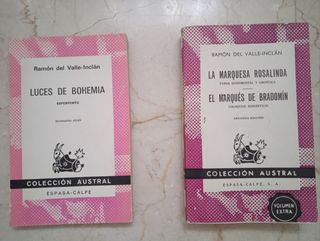 Ramón del Valle-Inclán
LUCES DE BOHEMIA
ESPERPENTO
COLECCIÓN AUSTRAL
ESPASA-CALPE
RAMÓN DEL VALLE-INCLÁN
LA MARQUESA ROSALINDA
FARSA SENTIMENTAL Y GROTESCA
EL MARQUÉS DE BRADOMÍN
COLOQUIOS ROMÁNTICOS
COLECCIÓN AUSTRAL
ESPASA-CALPE, S. A.
VOLUMEN
EXTRA